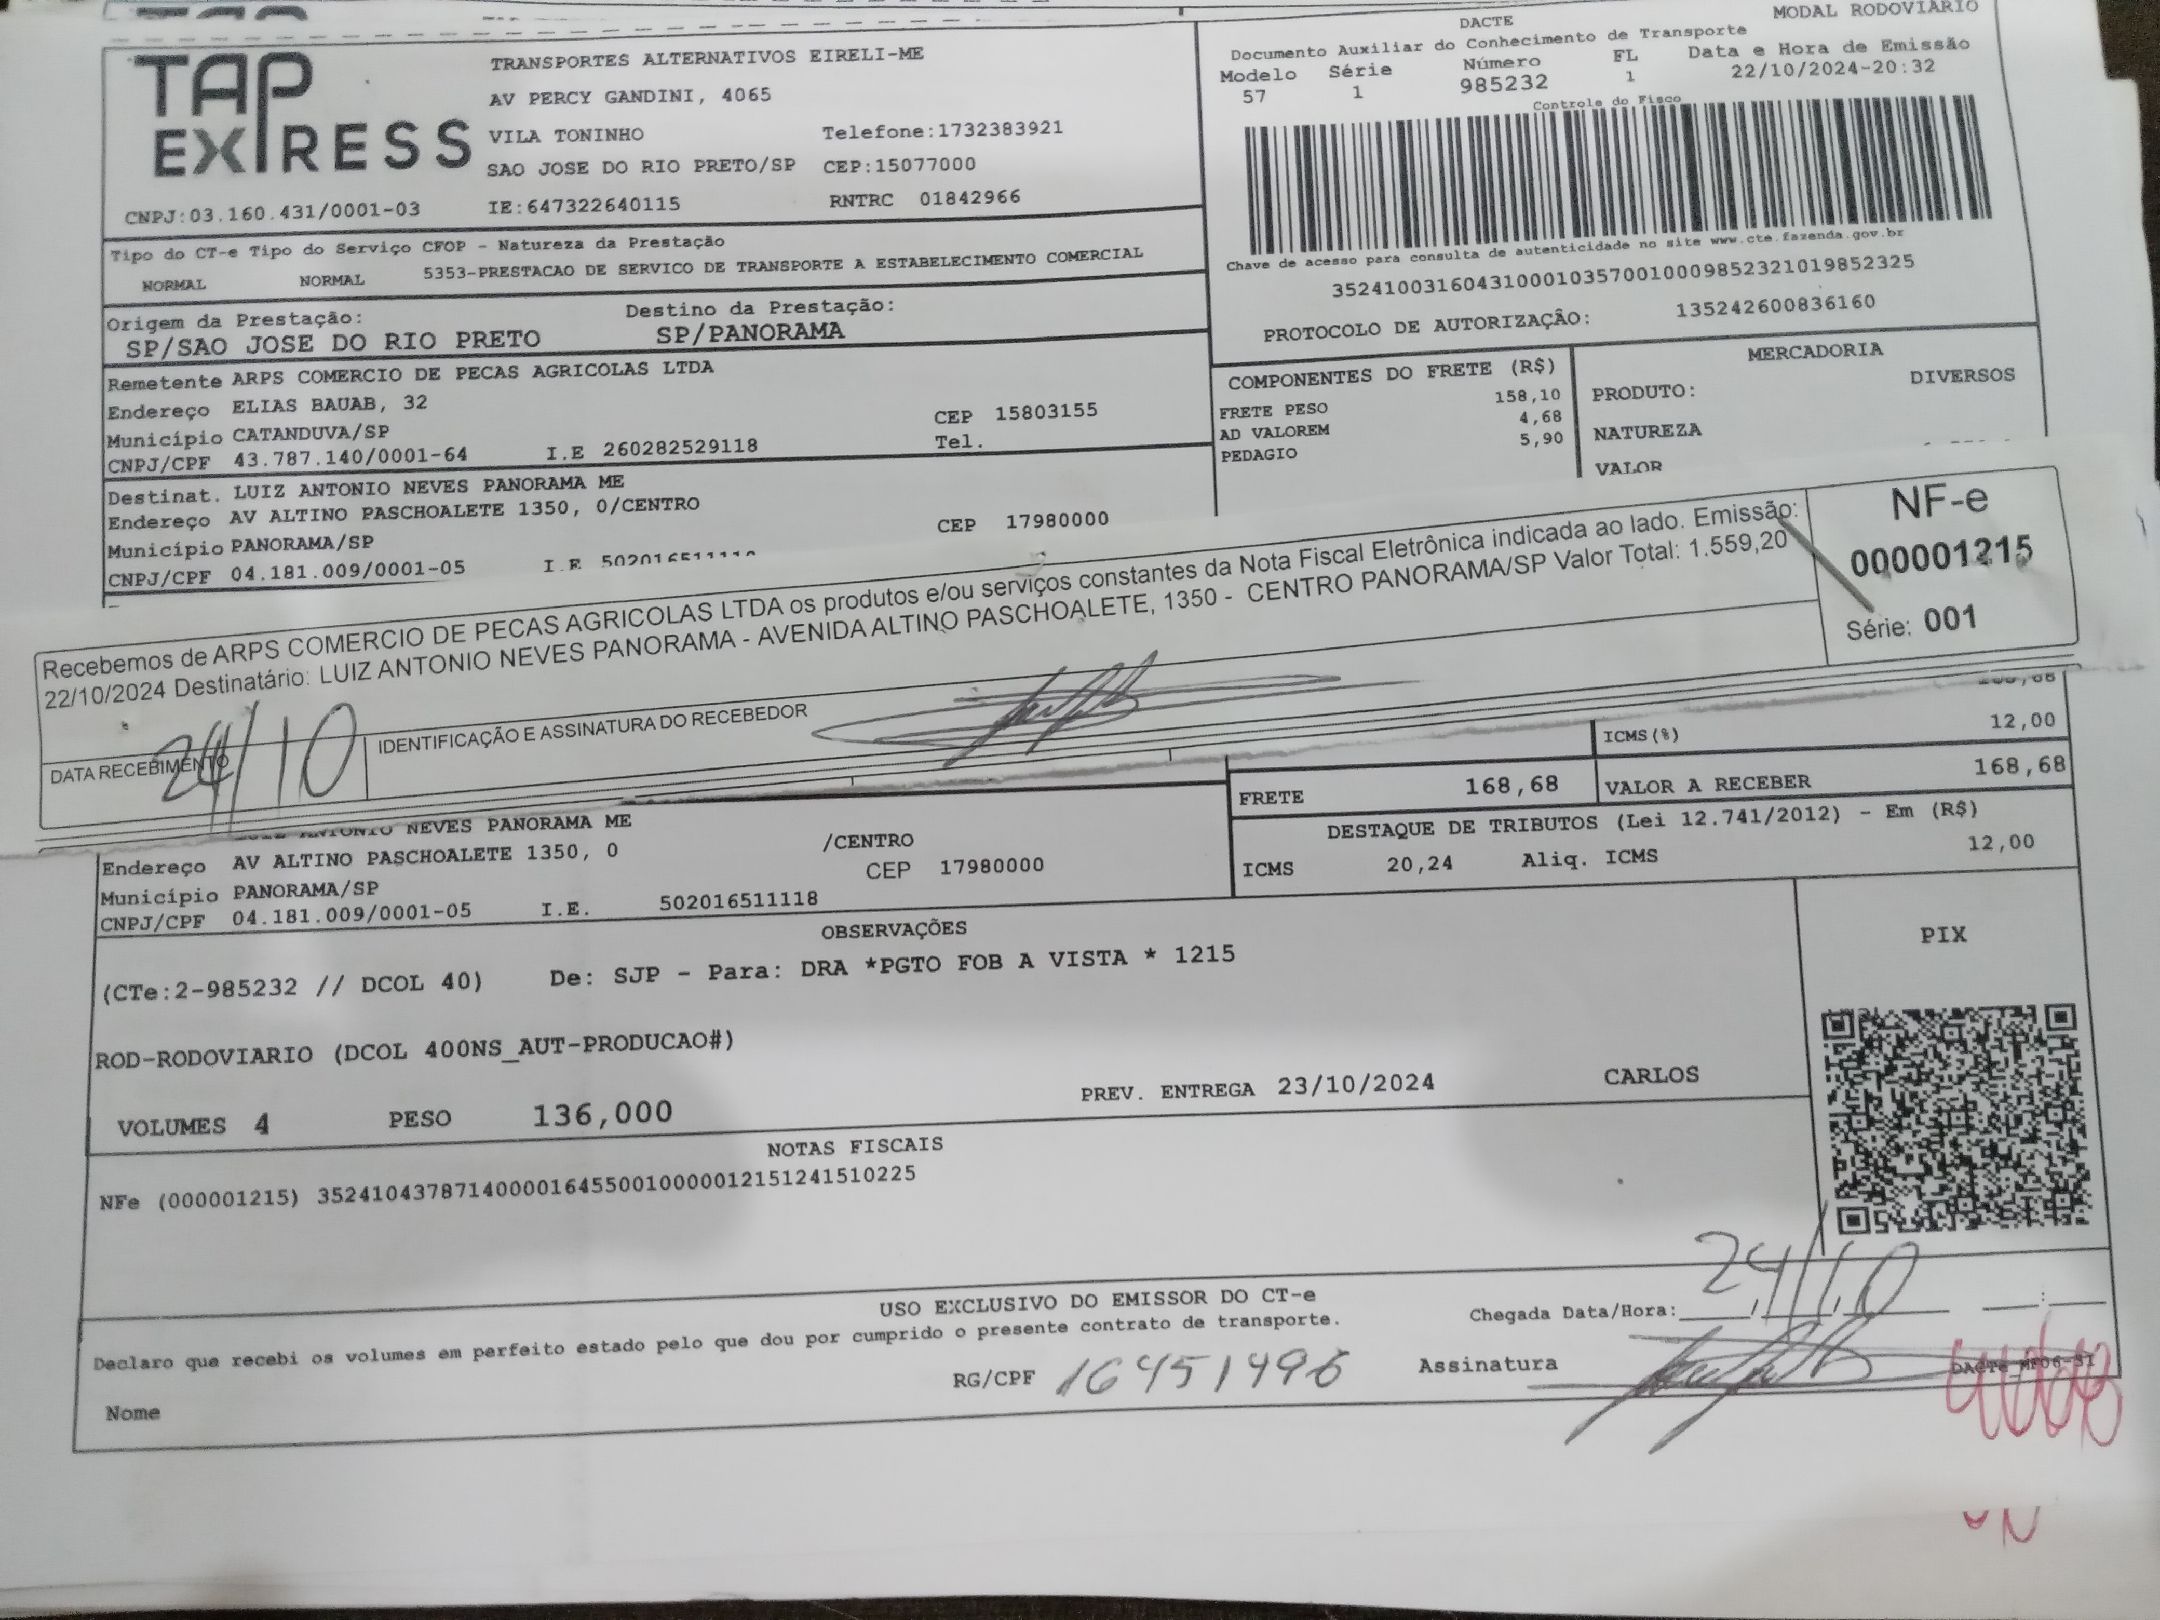 TAP EXPRESS
TRANSPORTES ALTERNATIVOS EIRELI-ME
AV PERCY GANDINI, 4065
VILA TONINHO Telefone:1732383921
SAO JOSE DO RIO PRETO/SP CEP:15077000
CNPJ:03.160.431/0001-03 IE:647322640115 RNTRC 01842966
DACTE MODAL RODOVIARIO
Documento Auxiliar do Conhecimento de Transporte
Modelo Série Número FL Data e Hora de Emissão
57 1 985232 1 22/10/2024-20:32
Controle do Fisco
Chave de acesso para consulta de autenticidade no site www.cte.fazenda.gov.br
35241003160431000103570010009852321019852325
PROTOCOLO DE AUTORIZAÇÃO: 135242600836160
Tipo do CT-e Tipo do Serviço CFOP - Natureza da Prestação
NORMAL NORMAL 5353-PRESTACAO DE SERVICO DE TRANSPORTE A ESTABELECIMENTO COMERCIAL
Origem da Prestação: Destino da Prestação:
SP/SAO JOSE DO RIO PRETO SP/PANORAMA
Remetente ARPS COMERCIO DE PECAS AGRICOLAS LTDA
Endereço ELIAS BAUAB, 32 CEP 15803155
Município CATANDUVA/SP Tel.
CNPJ/CPF 43.787.140/0001-64 I.E 260282529118
COMPONENTES DO FRETE (R$)
FRETE PESO 158,10
AD VALOREM 4,68
PEDAGIO 5,90
MERCADORIA
PRODUTO: DIVERSOS
NATUREZA
VALOR
Destinat. LUIZ ANTONIO NEVES PANORAMA ME
Endereço AV ALTINO PASCHOALETE 1350, 0/CENTRO
Município PANORAMA/SP CEP 17980000
CNPJ/CPF 04.181.009/0001-05 I.E 502016511118
Recebemos de ARPS COMERCIO DE PECAS AGRICOLAS LTDA os produtos e/ou serviços constantes da Nota Fiscal Eletrônica indicada ao lado. Emissão:
22/10/2024 Destinatário: LUIZ ANTONIO NEVES PANORAMA - AVENIDA ALTINO PASCHOALETE, 1350 - CENTRO PANORAMA/SP Valor Total: 1.559,20
NF-e
000001215
Série: 001
DATA RECEBIMENTO 24/10
IDENTIFICAÇÃO E ASSINATURA DO RECEBEDOR
ICMS(%) 12,00
FRETE 168,68 VALOR A RECEBER 168,68
DESTAQUE DE TRIBUTOS (Lei 12.741/2012) - Em (R$)
ICMS 20,24 Aliq. ICMS 12,00
LUIZ ANTONIO NEVES PANORAMA ME
Endereço AV ALTINO PASCHOALETE 1350, 0 /CENTRO
Município PANORAMA/SP CEP 17980000
CNPJ/CPF 04.181.009/0001-05 I.E. 502016511118
OBSERVAÇÕES
(CTe:2-985232 // DCOL 40) De: SJP - Para: DRA *PGTO FOB A VISTA * 1215
PIX
ROD-RODOVIARIO (DCOL 400NS_AUT-PRODUCAO#)
VOLUMES 4 PESO 136,000 PREV. ENTREGA 23/10/2024 CARLOS
NOTAS FISCAIS
NFe (000001215) 35241043787140000164550010000012151241510225
USO EXCLUSIVO DO EMISSOR DO CT-e
Declaro que recebi os volumes em perfeito estado pelo que dou por cumprido o presente contrato de transporte.
Chegada Data/Hora: 24/10
RG/CPF 16451496 Assinatura
Nome